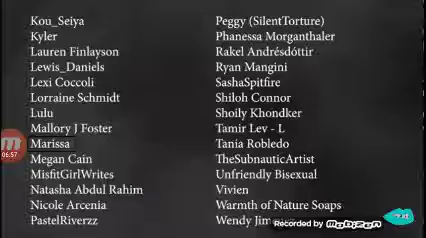 Kou_Seiya
Kyler
Lauren Finlayson
Lewis_Daniels
Lexi Coccoli
Lorraine Schmidt
Lulu
Mallory J Foster
Marissa
Megan Cain
MisfitGirlWrites
Natasha Abdul Rahim
Nicole Arcenia
PastelRiverzz
Peggy (SilentTorture)
Phanessa Morganthaler
Rakel Andrésdóttir
Ryan Mangini
SashaSpitfire
Shiloh Connor
Shoily Khondker
Tamir Lev - L
Tania Robledo
TheSubnauticArtist
Unfriendly Bisexual
Vivien
Warmth of Nature Soaps
Wendy
M
06:57
Recorded by Mobizen